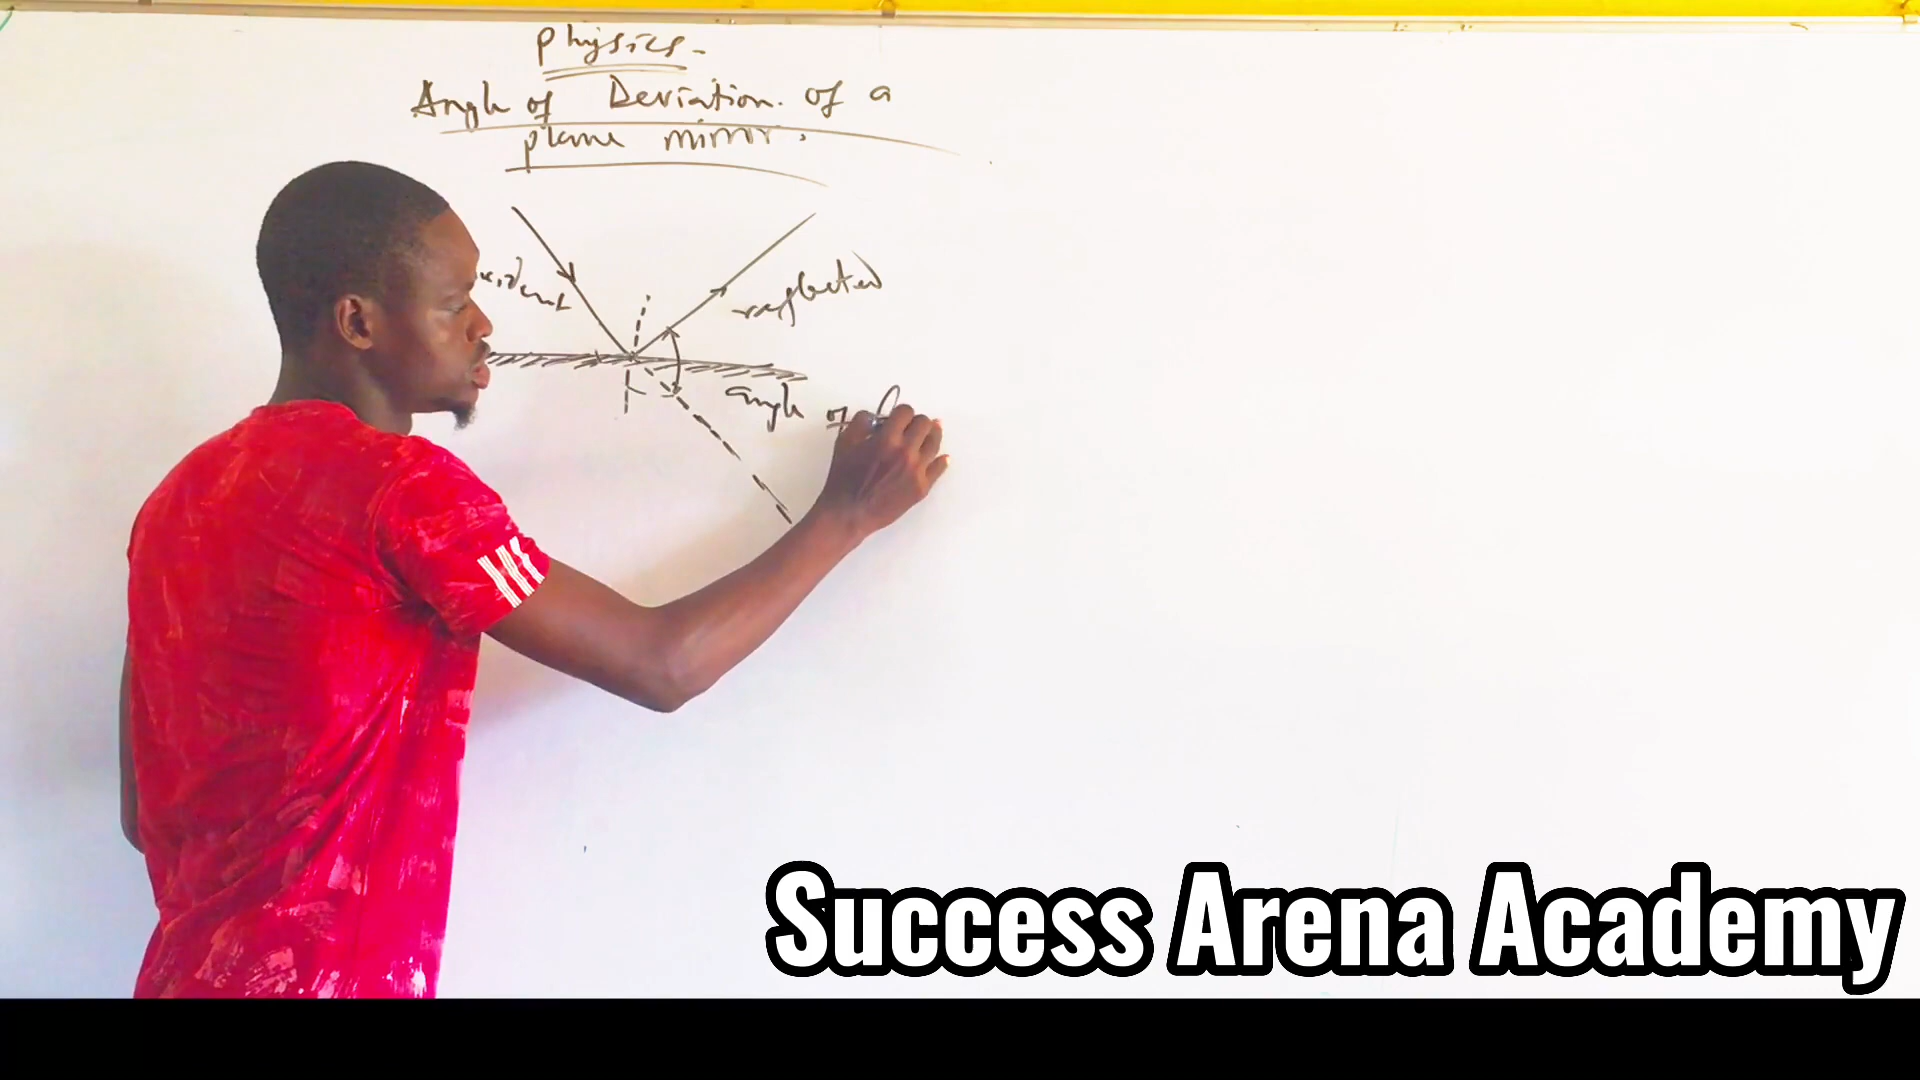 physics.
Angle of Deviation. of a
plane mirror.
reflected
angle of
Success Arena Academy